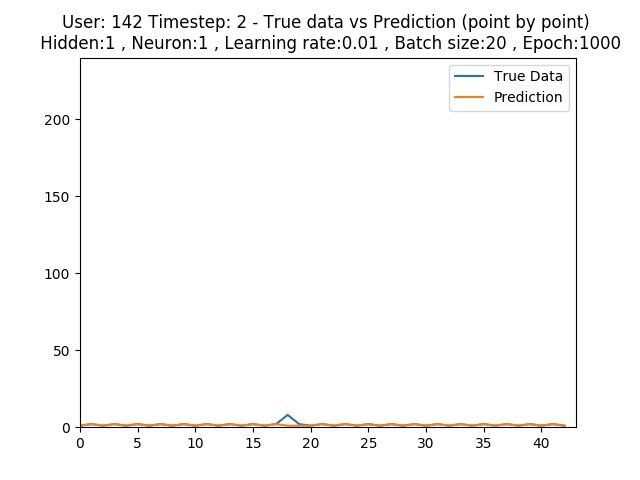 User: 142 Timestep: 2 - True data vs Prediction (point by point)
Hidden:1 , Neuron:1 , Learning rate:0.01 , Batch size:20 , Epoch:1000
True Data
Prediction
200
150
100
50
0
0 5 10 15 20 25 30 35 40